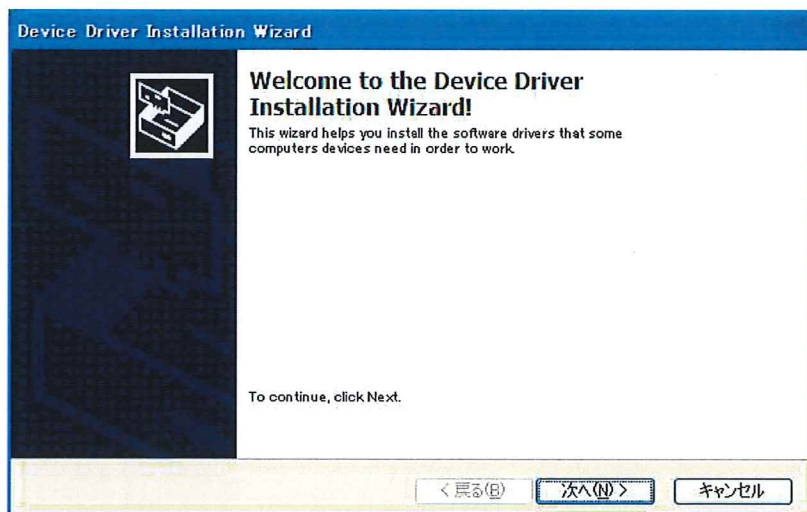 Device Driver Installation Wizard
Welcome to the Device Driver
Installation Wizard!
This wizard helps you install the software drivers that some
computers devices need in order to work.
To continue, click Next.
< 戻る(B)
次へ(N) >
キャンセル